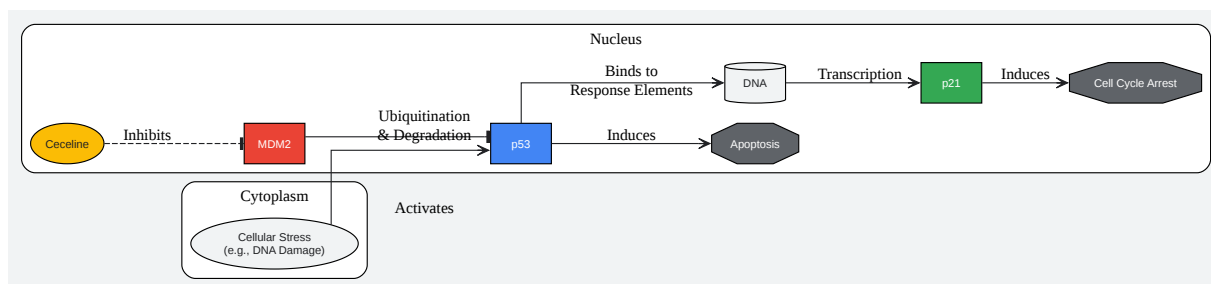 Nucleus
Binds to
Response Elements
DNA
Transcription
p21
Induces
Cell Cycle Arrest
Ceceline
Inhibits
MDM2
Ubiquitination
& Degradation
p53
Induces
Apoptosis
Cytoplasm
Activates
Cellular Stress
(e.g., DNA Damage)